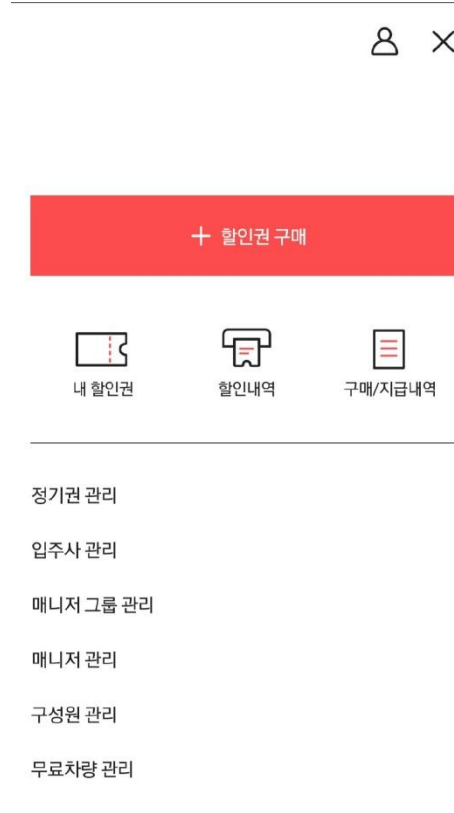 + 할인권 구매
내 할인권 할인내역 구매/지급내역
정기권 관리
입주사 관리
매니저 그룹 관리
매니저 관리
구성원 관리
무료차량 관리